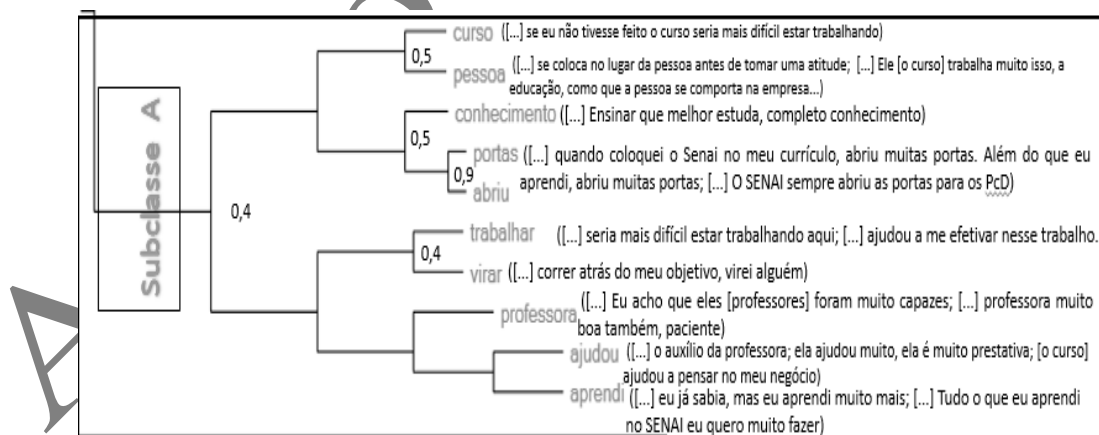 curso ([...] se eu não tivesse feito o curso seria mais difícil estar trabalhando)
0,5
pessoa ([...] se coloca no lugar da pessoa antes de tomar uma atitude; [...] Ele [o curso] trabalha muito isso, a
educação, como que a pessoa se comporta na empresa...)
conhecimento ([...] Ensinar que melhor estuda, completo conhecimento)
0,5
portas ([...] quando coloquei o Senai no meu currículo, abriu muitas portas. Além do que eu
0,9 aprendi, abriu muitas portas; [...] O SENAI sempre abriu as portas para os PcD)
abriu
Subclasse A
0,4
trabalhar ([...] seria mais difícil estar trabalhando aqui; [...] ajudou a me efetivar nesse trabalho.
0,4
virar ([...] correr atrás do meu objetivo, virei alguém)
professora ([...] Eu acho que eles [professores] foram muito capazes; [...] professora muito
boa também, paciente)
ajudou ([...] o auxílio da professora; ela ajudou muito, ela é muito prestativa; [o curso]
ajudou a pensar no meu negócio)
aprendi ([...] eu já sabia, mas eu aprendi muito mais; [...] Tudo o que eu aprendi
no SENAI eu quero muito fazer)